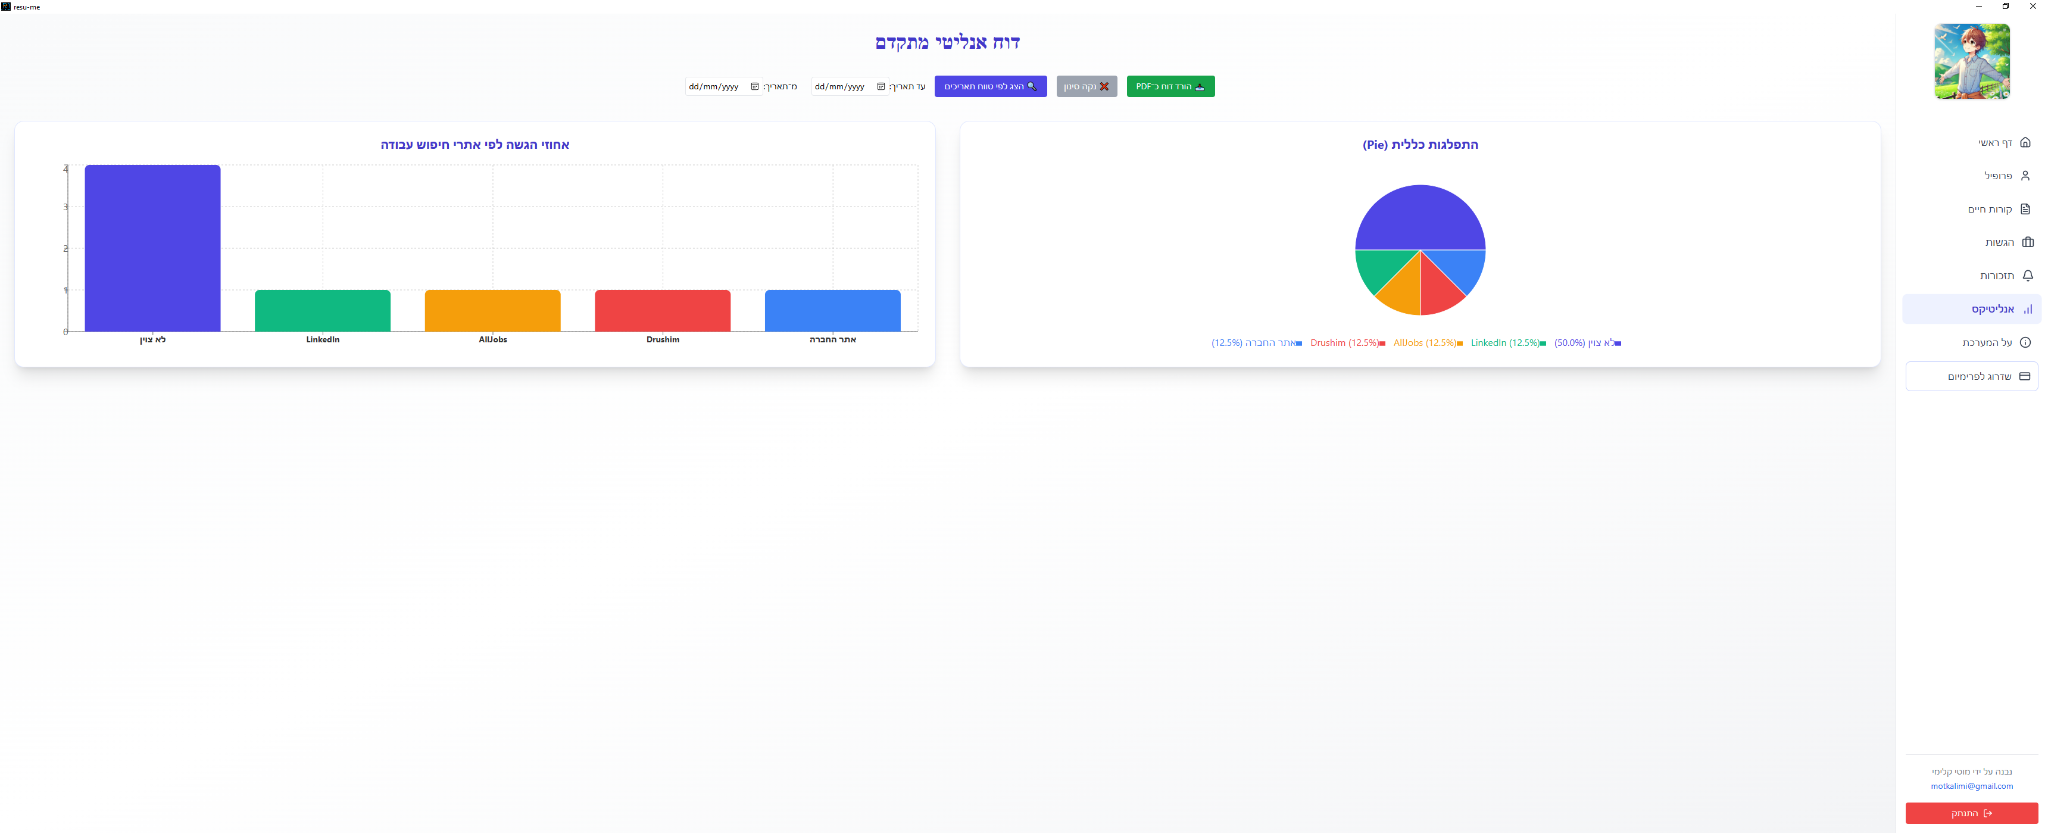 resu-me
דוח אנליטי מתקדם
הורד דוח כ־PDF
נקה סינון
הצג לפי טווח תאריכים
עד תאריך:
dd/mm/yyyy
מ־תאריך:
dd/mm/yyyy
התפלגות כללית (Pie)
לא צוין (50.0%)
LinkedIn (12.5%)
AllJobs (12.5%)
Drushim (12.5%)
אתר החברה (12.5%)
אחוזי הגשה לפי אתרי חיפוש עבודה
4
3
2
1
0
לא צוין
LinkedIn
AllJobs
Drushim
אתר החברה
דף ראשי
פרופיל
קורות חיים
הגשות
תזכורות
אנליטיקס
על המערכת
שדרוג לפרימיום
נבנה על ידי מוטי קלימי
motkalimi@gmail.com
התנתק